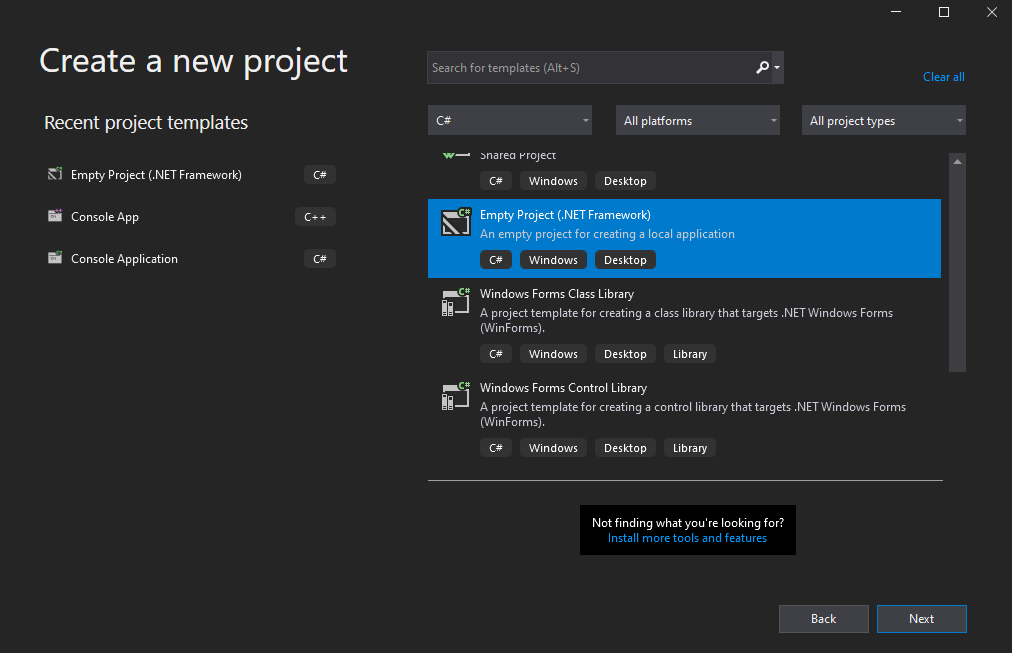 Create a new project
Search for templates (Alt+S)
Clear all
Recent project templates
C#
All platforms
All project types
Empty Project (.NET Framework)
C#
Console App
C++
Console Application
C#
Shared Project
C#
Windows
Desktop
C#
Empty Project (.NET Framework)
An empty project for creating a local application
C#
Windows
Desktop
C#
Windows Forms Class Library
A project template for creating a class library that targets .NET Windows Forms
(WinForms).
C#
Windows
Desktop
Library
C#
Windows Forms Control Library
A project template for creating a control library that targets .NET Windows Forms
(WinForms).
C#
Windows
Desktop
Library
Not finding what you're looking for?
Install more tools and features
Back
Next